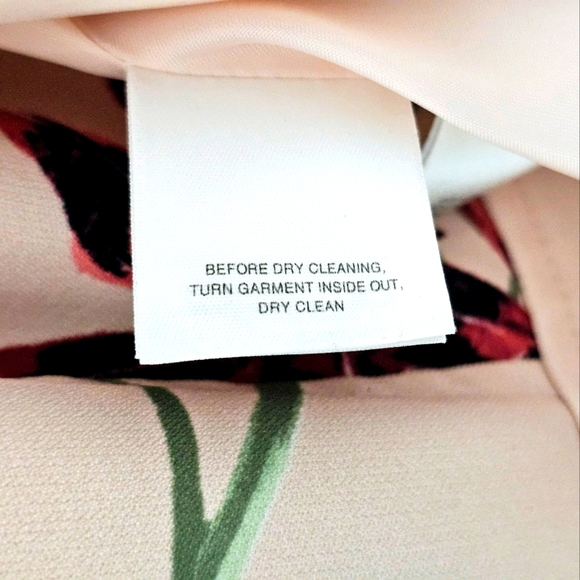 BEFORE DRY CLEANING,
TURN GARMENT INSIDE OUT,
DRY CLEAN